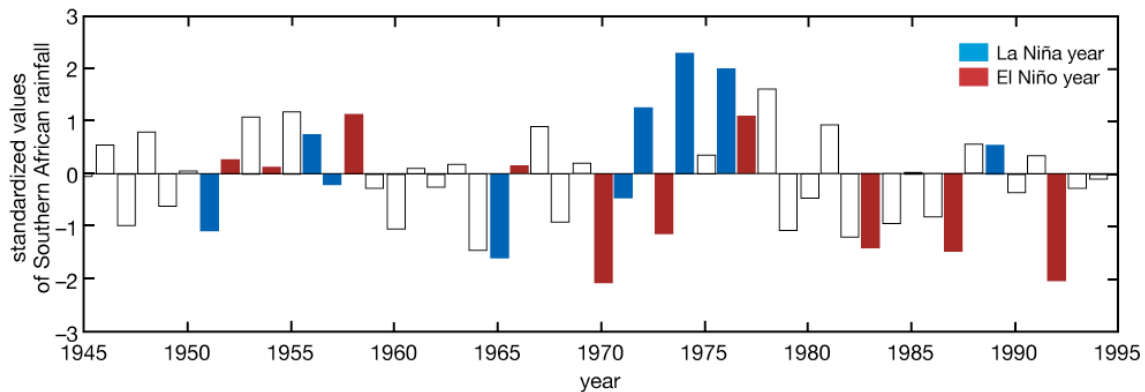 standardized values
of Southern African rainfall
3
2
1
0
−1
−2
−3
La Niña year
El Niño year
1945 1950 1955 1960 1965 1970 1975 1980 1985 1990 1995
year